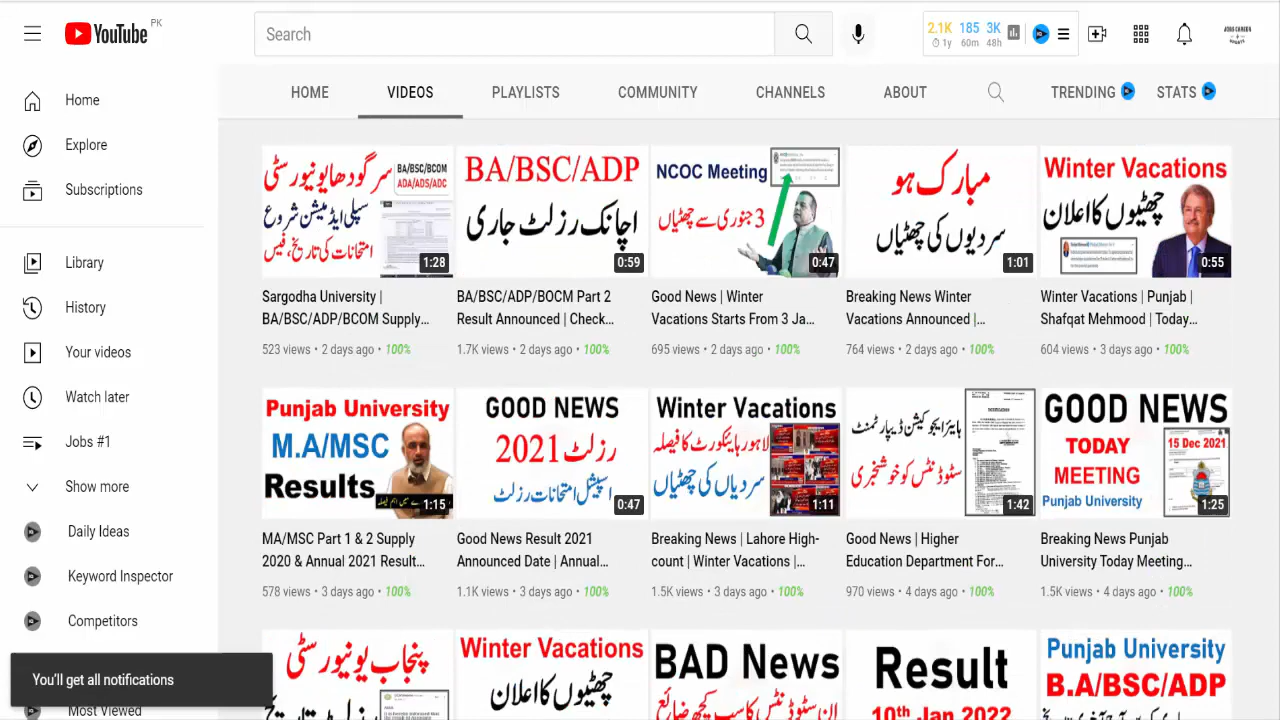 YouTube PK
Search
2.1K 185 3K
1y 60m 48h
JOBS CAREER
UPDATE
HOME VIDEOS PLAYLISTS COMMUNITY CHANNELS ABOUT TRENDING STATS
Home
Explore
Subscriptions
Library
History
Your videos
Watch later
Jobs #1
Show more
Daily Ideas
Keyword Inspector
Competitors
Most Viewed
You'll get all notifications
سرگودھا یونیورسٹی
BA/BSC/BCOM
ADA/ADS/ADC
سپلی ایڈمیشن شروع
امتحانات کی تاریخ، فیس
1:28
Sargodha University |
BA/BSC/ADP/BCOM Supply...
523 views • 2 days ago • 100%
BA/BSC/ADP
اچانک رزلٹ جاری
0:59
BA/BSC/ADP/BOCM Part 2
Result Announced | Check...
1.7K views • 2 days ago • 100%
NCOC Meeting
3 جنوری سے چھٹیاں
0:47
Good News | Winter
Vacations Starts From 3 Ja...
695 views • 2 days ago • 100%
مبارک ہو
سردیوں کی چھٹیاں
1:01
Breaking News Winter
Vacations Announced |...
764 views • 2 days ago • 100%
Winter Vacations
چھٹیوں کا اعلان
0:55
Winter Vacations | Punjab |
Shafqat Mehmood | Today...
604 views • 3 days ago • 100%
Punjab University
M.A/MSC
Results
1:15
MA/MSC Part 1 & 2 Supply
2020 & Annual 2021 Result...
578 views • 3 days ago • 100%
GOOD NEWS
رزلٹ 2021
اسپیشل امتحانات رزلٹ
0:47
Good News Result 2021
Announced Date | Annual...
1.1K views • 3 days ago • 100%
Winter Vacations
لاہور ہائیکورٹ کا فیصلہ
سردیاں کی چھٹیاں
1:11
Breaking News | Lahore High-
count | Winter Vacations |...
1.5K views • 3 days ago • 100%
ہائیر ایجوکیشن ڈیپارٹمنٹ
سٹوڈنٹس کو خوشخبری
1:42
Good News | Higher
Education Department For...
970 views • 4 days ago • 100%
GOOD NEWS
TODAY
MEETING
15 Dec 2021
Punjab University
1:25
Breaking News Punjab
University Today Meeting...
1.5K views • 4 days ago • 100%
پنجاب یونیورسٹی
Winter Vacations
چھٹیوں کا اعلان
BAD News
ان سٹوڈنٹس کا سب کچھ ضائع
Result
10th Jan 2022
Punjab University
B.A/BSC/ADP